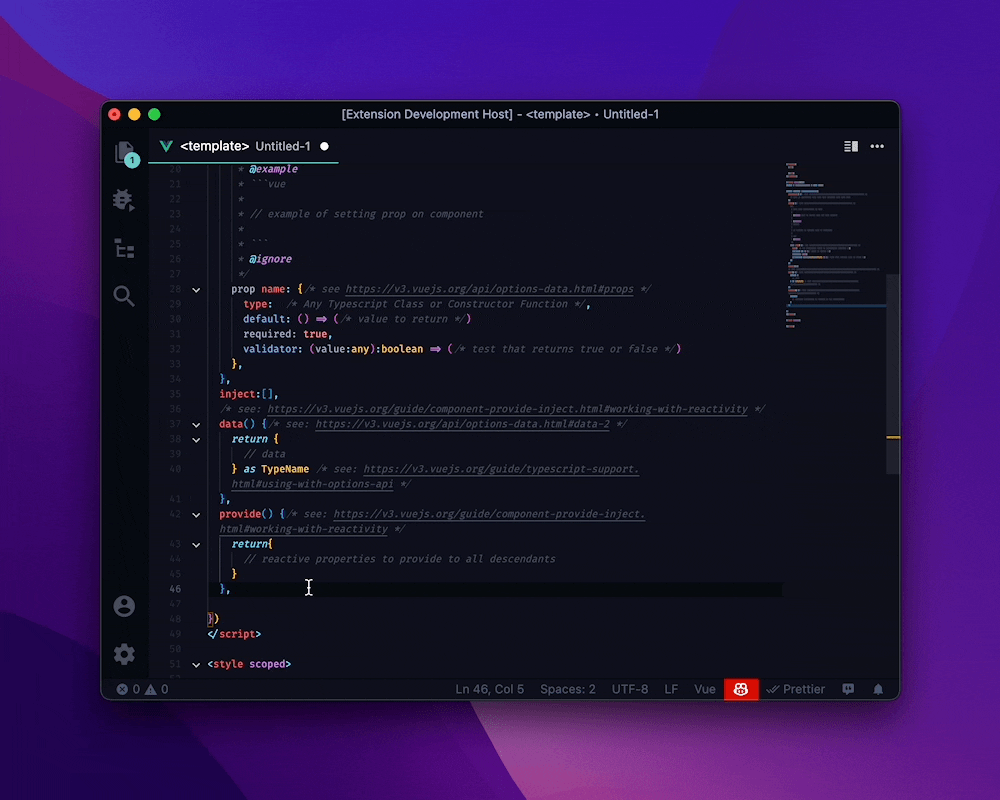 [Extension Development Host] - <template> • Untitled-1
1
<template> Untitled-1
20 * @example
21 * ```vue
22 *
23 * // example of setting prop on component
24 *
25 * ```
26 * @ignore
27 */
28 prop name: {/* see https://v3.vuejs.org/api/options-data.html#props */
29 type:  /* Any Typescript Class or Constructor Function */,
30 default: () => (/* value to return */)
31 required: true,
32 validator: (value:any):boolean => (/* test that returns true or false */)
33 },
34 },
35 inject:[],
36 /* see: https://v3.vuejs.org/guide/component-provide-inject.html#working-with-reactivity */
37 data() {/* see: https://v3.vuejs.org/api/options-data.html#data-2 */
38 return {
39 // data
40 } as TypeName /* see: https://v3.vuejs.org/guide/typescript-support.
html#using-with-options-api */
41 },
42 provide() {/* see: https://v3.vuejs.org/guide/component-provide-inject.
html#working-with-reactivity */
43 return{
44 // reactive properties to provide to all descendants
45 }
46 },
47
48 })
49 </script>
50
51 <style scoped>
0 0 Ln 46, Col 5 Spaces: 2 UTF-8 LF Vue Prettier